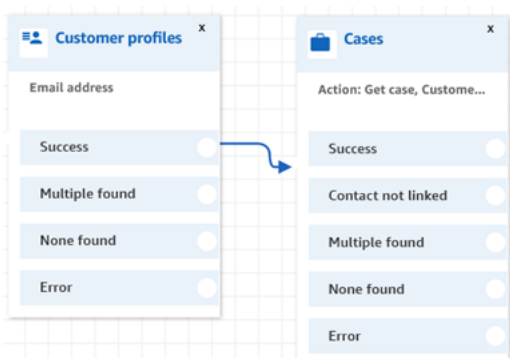 Customer profiles
x
Email address
Success
Multiple found
None found
Error
Cases
x
Action: Get case, Custome...
Success
Contact not linked
Multiple found
None found
Error